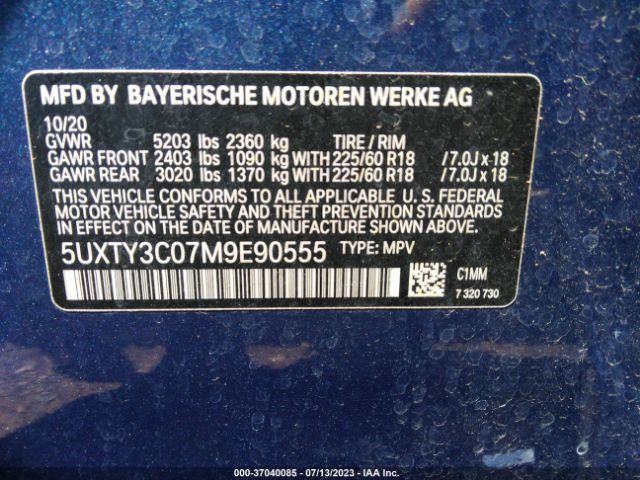 MFD BY BAYERISCHE MOTOREN WERKE AG
10/20
GVWR 5203 lbs 2360 kg TIRE / RIM
GAWR FRONT 2403 lbs 1090 kg WITH 225/60 R18 / 7.0J x 18
GAWR REAR 3020 lbs 1370 kg WITH 225/60 R18 / 7.0J x 18
THIS VEHICLE CONFORMS TO ALL APPLICABLE U. S. FEDERAL
MOTOR VEHICLE SAFETY AND THEFT PREVENTION STANDARDS
IN EFFECT ON THE DATE OF MANUFACTURE SHOWN ABOVE.
5UXTY3C07M9E90555 TYPE: MPV
C1MM
7 320 730
000-37040085 - 07/13/2023 - IAA Inc.